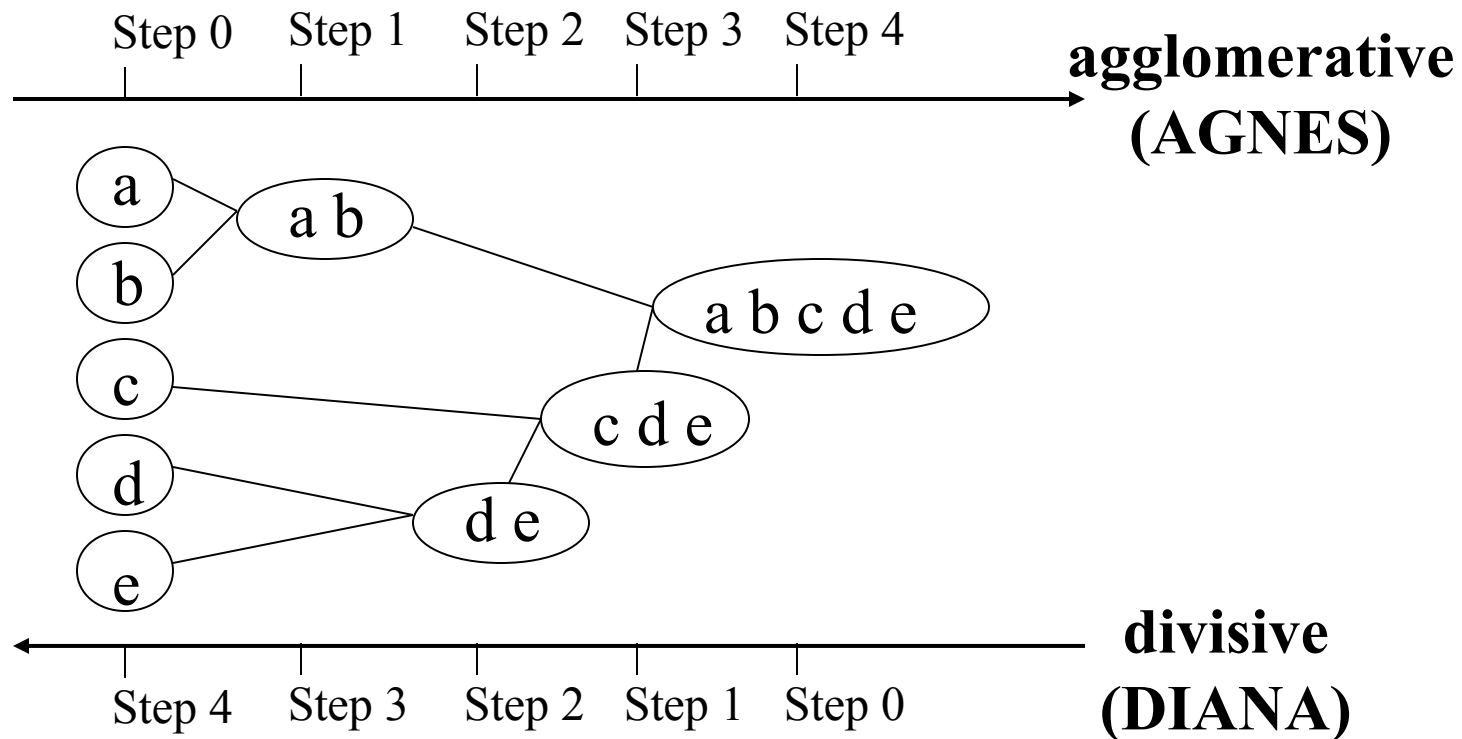 Step 0 Step 1 Step 2 Step 3 Step 4
agglomerative
(AGNES)
a
a b
b
a b c d e
c
c d e
d
d e
e
divisive
(DIANA)
Step 4 Step 3 Step 2 Step 1 Step 0